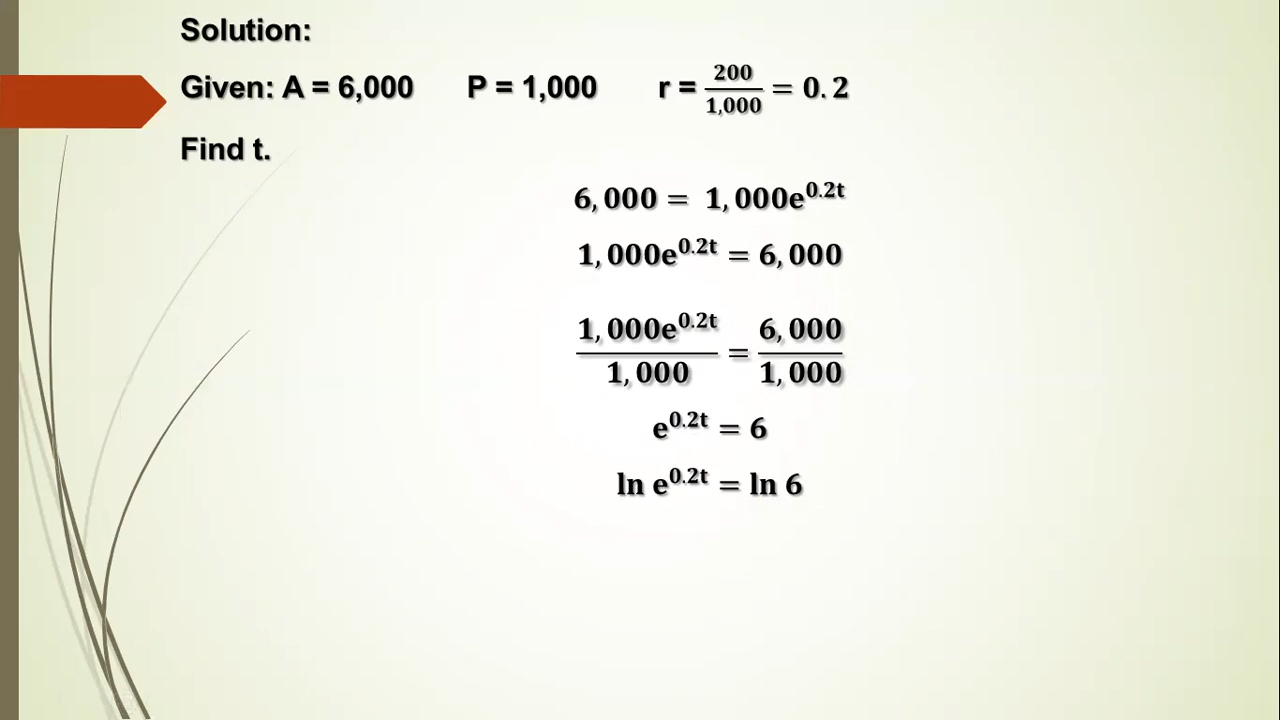 Solution:
Given: A = 6,000 P = 1,000 r = 200/1,000 = 0.2
Find t.
6,000 = 1,000e^0.2t
1,000e^0.2t = 6,000
1,000e^0.2t/1,000 = 6,000/1,000
e^0.2t = 6
ln e^0.2t = ln 6